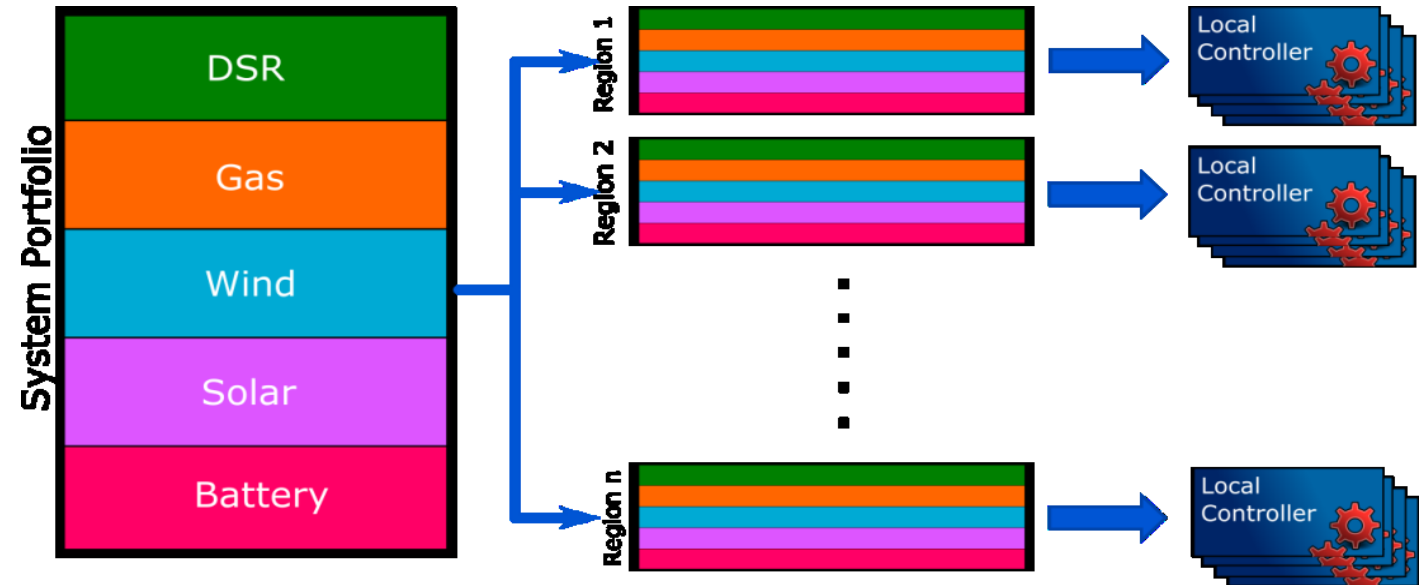 System Portfolio
DSR
Gas
Wind
Solar
Battery
Region 1
Local
Controller
Region 2
Local
Controller
Region n
Local
Controller